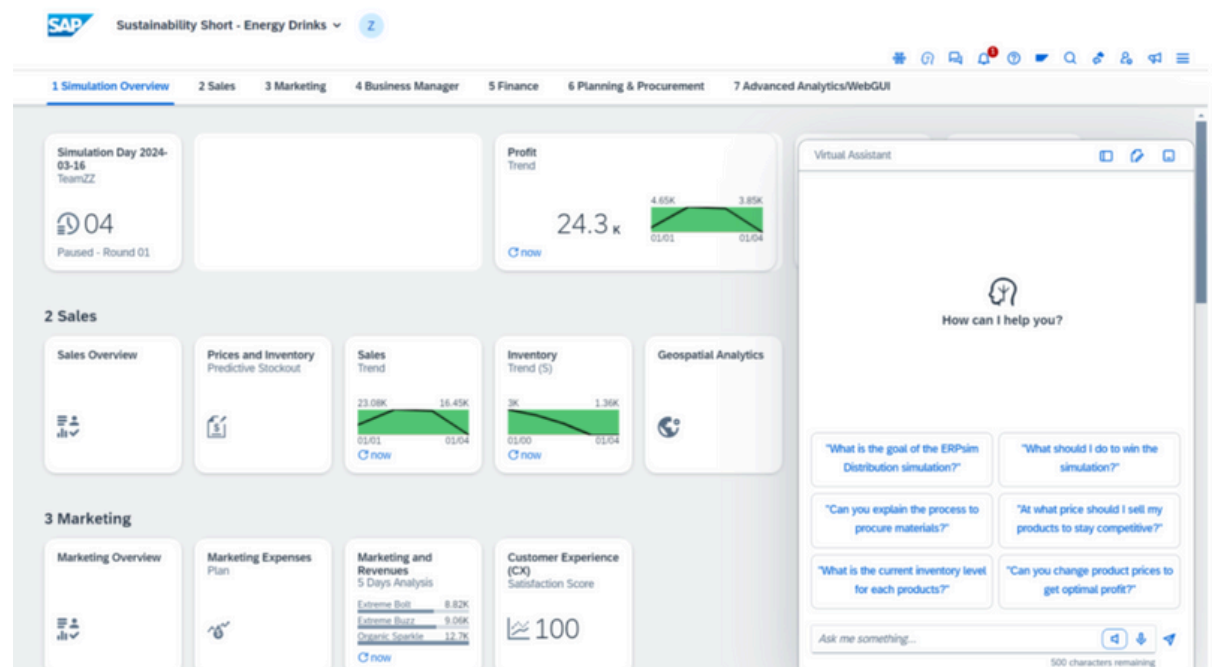 SAP
Sustainability Short - Energy Drinks
Z
1
1 Simulation Overview
2 Sales
3 Marketing
4 Business Manager
5 Finance
6 Planning & Procurement
7 Advanced Analytics/WebGUI
Simulation Day 2024-
03-16
TeamZZ
04
Paused - Round 01
Profit
Trend
24.3 K
4.65K
3.85K
01/01
01/04
now
2 Sales
Sales Overview
Prices and Inventory
Predictive Stockout
Sales
Trend
23.08K
16.45K
01/01
01/04
now
Inventory
Trend (S)
3K
1.36K
01/00
01/04
now
Geospatial Analytics
3 Marketing
Marketing Overview
Marketing Expenses
Plan
Marketing and
Revenues
5 Days Analysis
Extreme Bolt 8.82K
Extreme Buzz 9.06K
Organic Sparkle 12.7K
now
Customer Experience
(CX)
Satisfaction Score
100
Virtual Assistant
How can I help you?
"What is the goal of the ERPsim
Distribution simulation?"
"What should I do to win the
simulation?"
"Can you explain the process to
procure materials?"
"At what price should I sell my
products to stay competitive?"
"What is the current inventory level
for each products?"
"Can you change product prices to
get optimal profit?"
Ask me something...
500 characters remaining